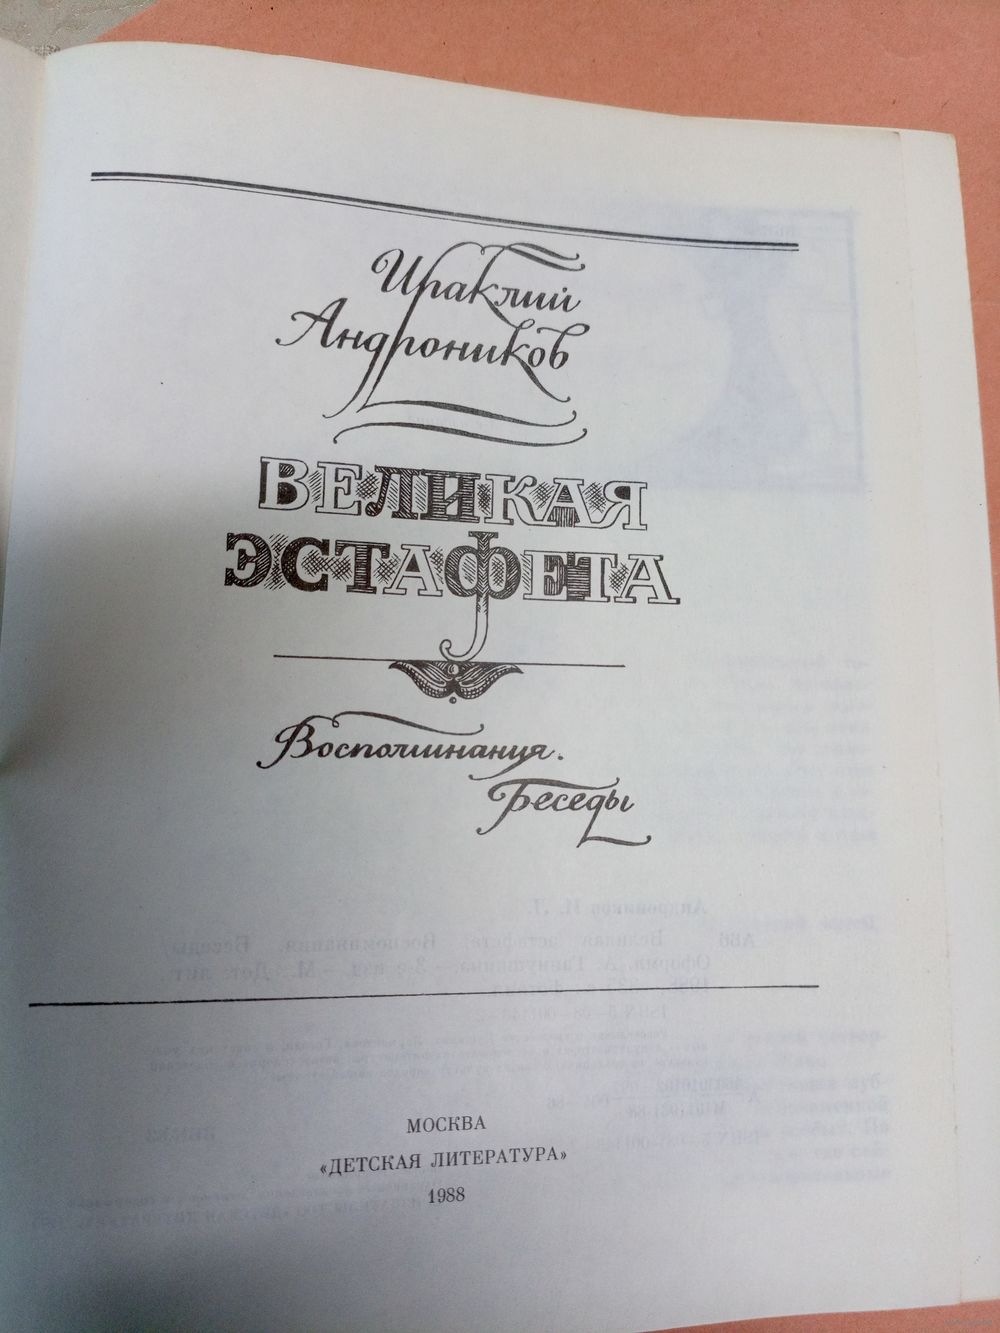 Ираклий
Андроников
ВЕЛИКАЯ
ЭСТАФЕТА
Воспоминания.
Беседы
МОСКВА
«ДЕТСКАЯ ЛИТЕРАТУРА»
1988